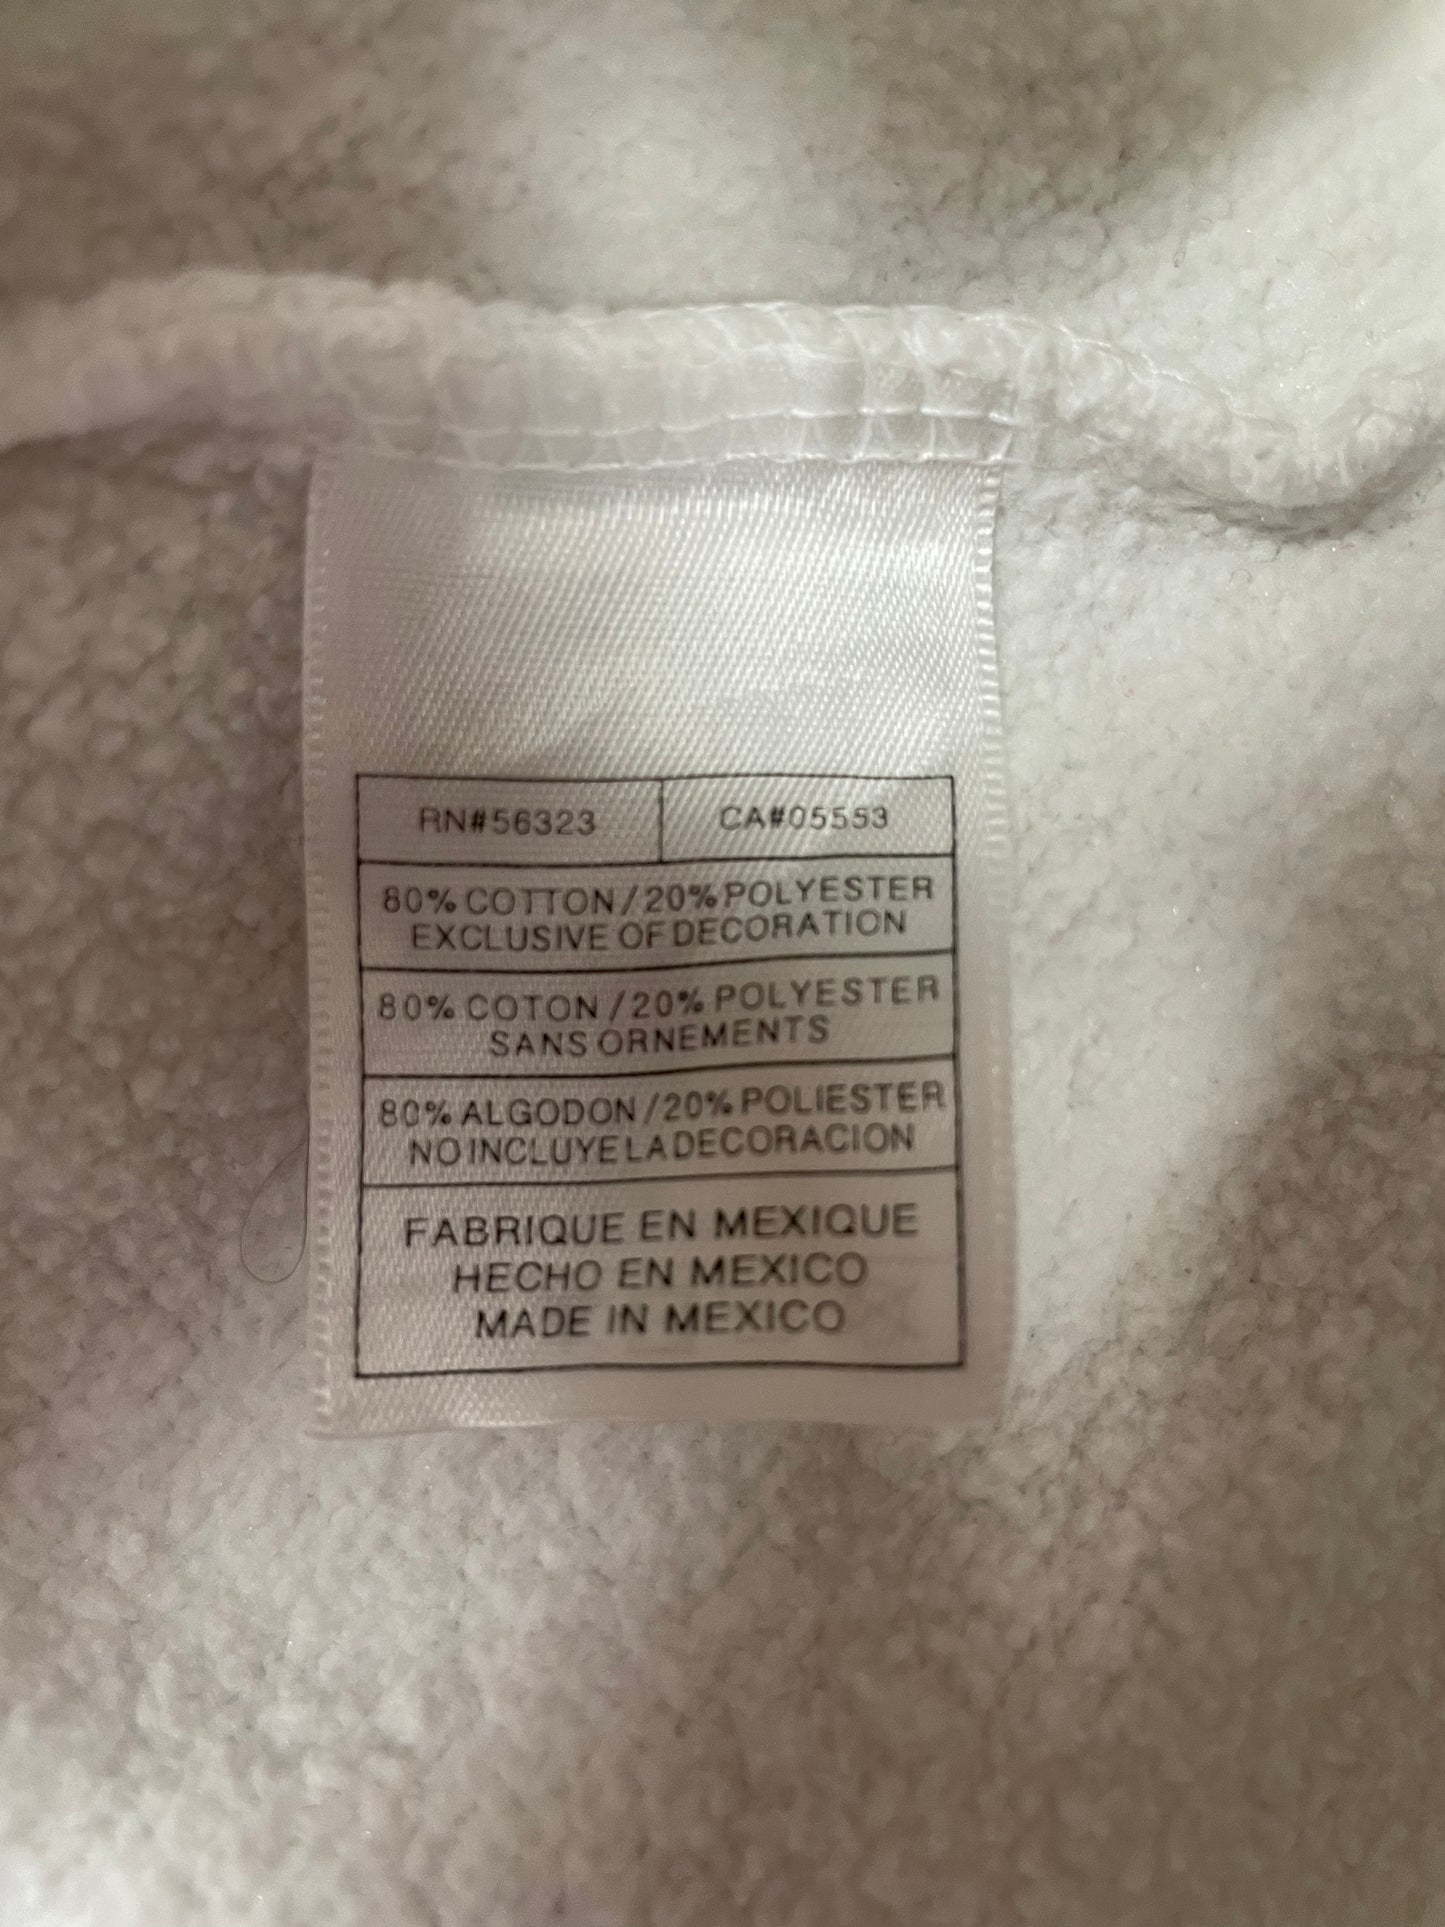 RN#56323 CA#05553
80% COTTON / 20% POLYESTER
EXCLUSIVE OF DECORATION
80% COTON / 20% POLYESTER
SANS ORNEMENTS
80% ALGODON / 20% POLIESTER
NO INCLUYE LA DECORACION
FABRIQUE EN MEXIQUE
HECHO EN MEXICO
MADE IN MEXICO